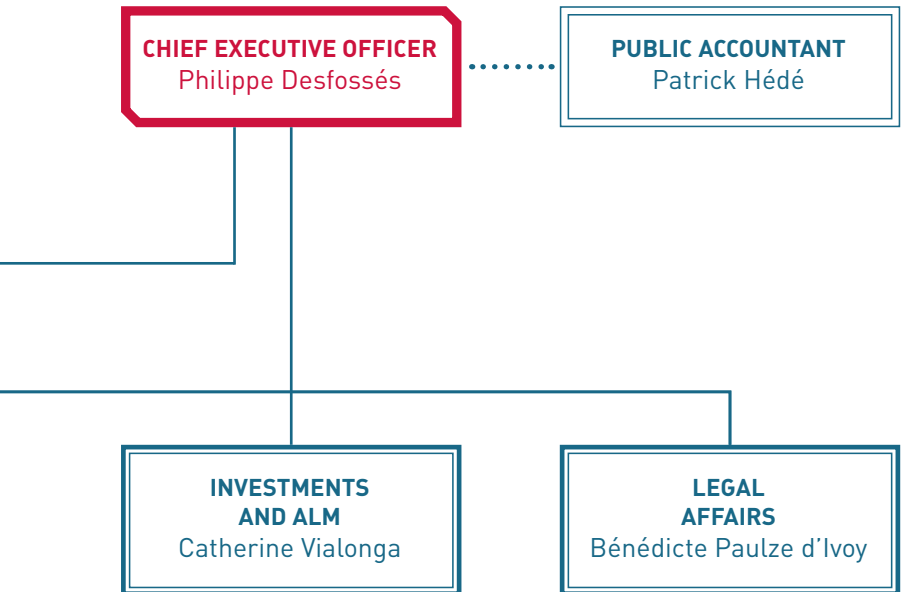 CHIEF EXECUTIVE OFFICER
Philippe Desfossés
PUBLIC ACCOUNTANT
Patrick Hédé
INVESTMENTS
AND ALM
Catherine Vialonga
LEGAL
AFFAIRS
Bénédicte Paulze d’Ivoy